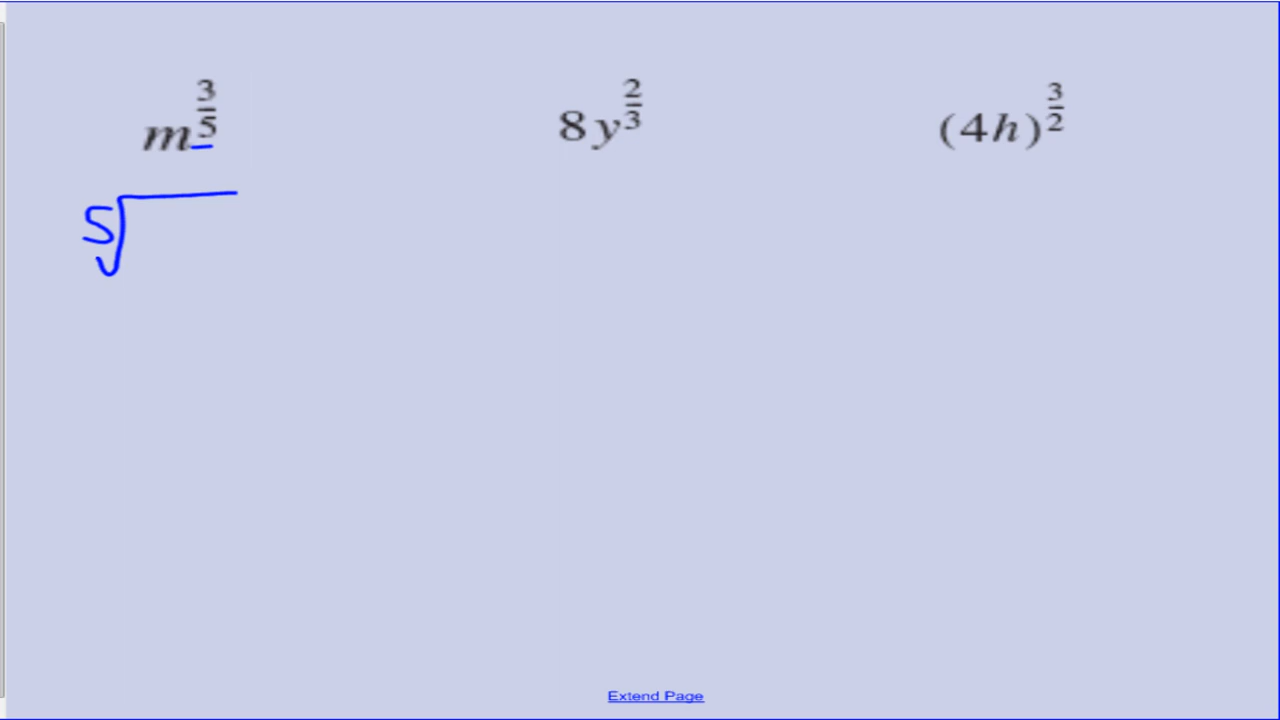 m^{3/5} 8y^{2/3} (4h)^{3/2}
5√
Extend Page